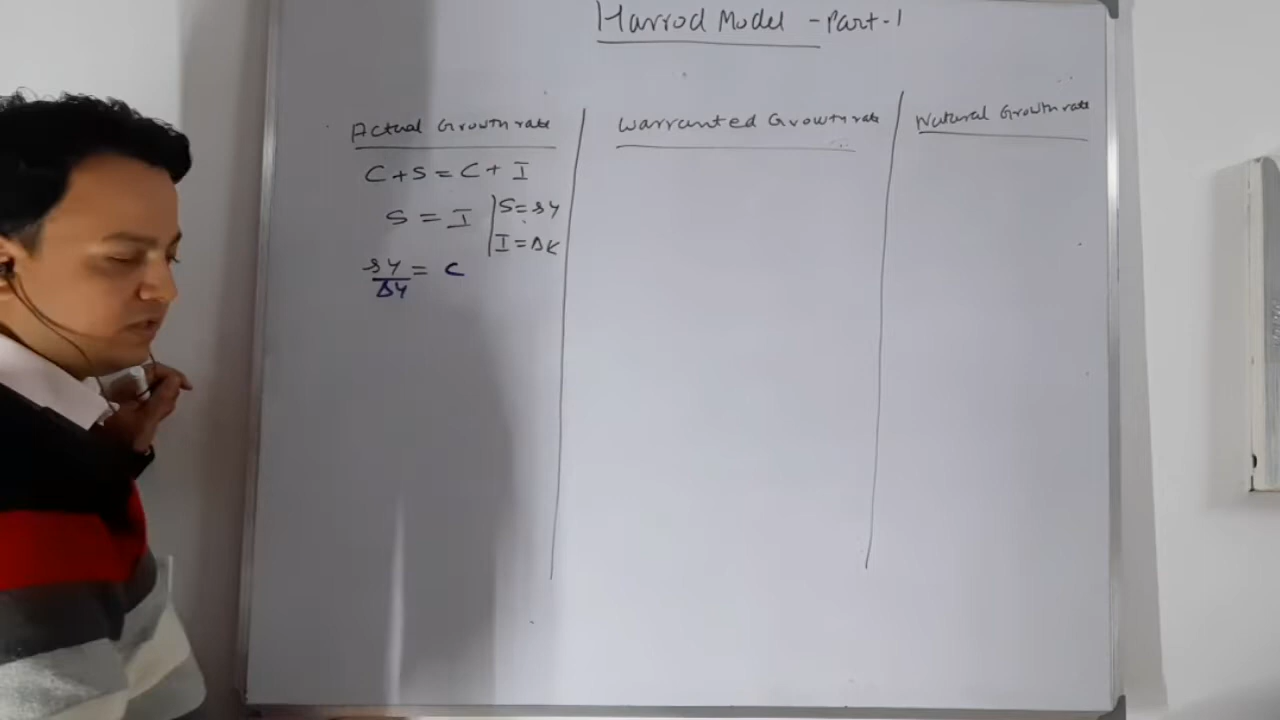 Harrod Model - Part-1
Actual Growth rate
C + S = C + I
S = I | S = sY
I = ΔK
sY/ΔY = C
Warranted Growth rate
Natural Growth rate